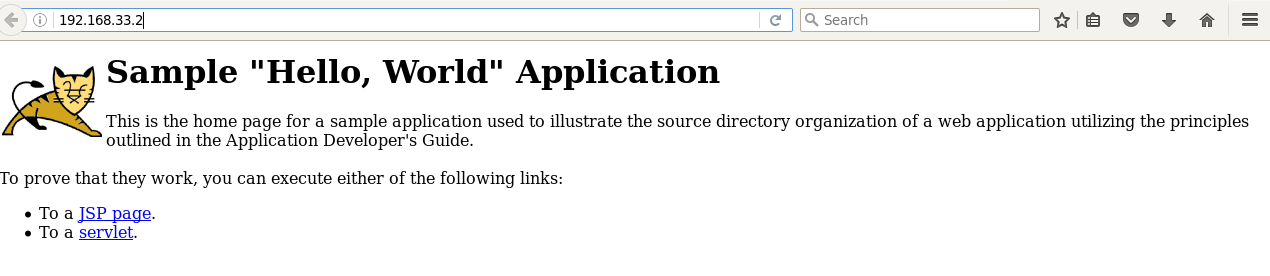 192.168.33.2
Search
Sample "Hello, World" Application
This is the home page for a sample application used to illustrate the source directory organization of a web application utilizing the principles
outlined in the Application Developer's Guide.
To prove that they work, you can execute either of the following links:
To a JSP page.
To a servlet.